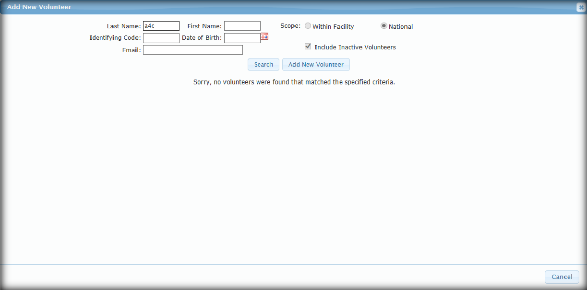 Add New Volunteer
Last Name: a4c First Name: Scope: Within Facility National
Identifying Code: Date of Birth:
Include Inactive Volunteers
Email:
Search Add New Volunteer
Sorry, no volunteers were found that matched the specified criteria.
Cancel